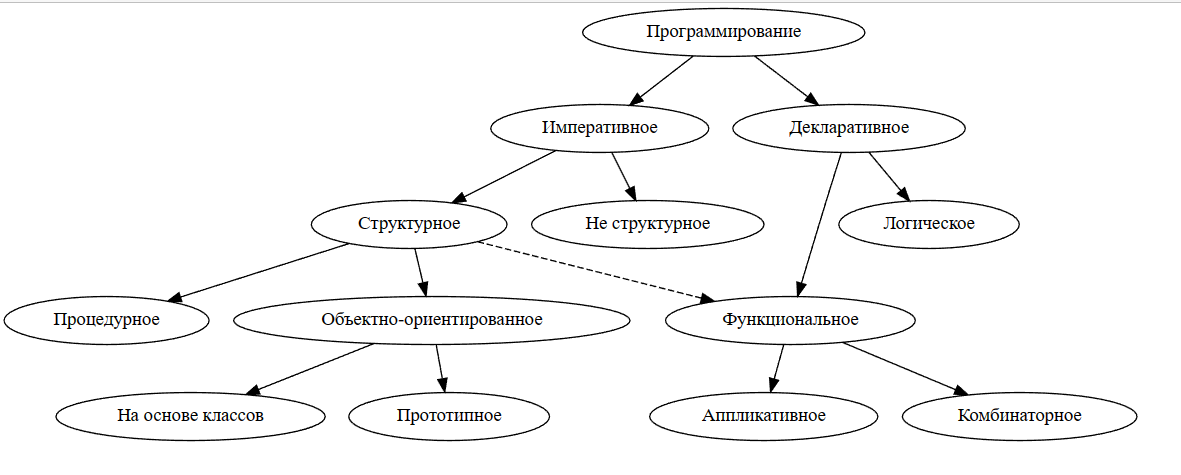 Программирование
Императивное
Декларативное
Структурное
Не структурное
Логическое
Процедурное
Объектно-ориентированное
Функциональное
На основе классов
Прототипное
Аппликативное
Комбинаторное